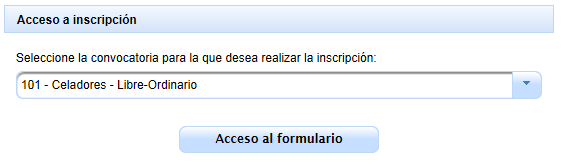 Acceso a inscripción
Seleccione la convocatoria para la que desea realizar la inscripción:
101 - Celadores - Libre-Ordinario
Acceso al formulario